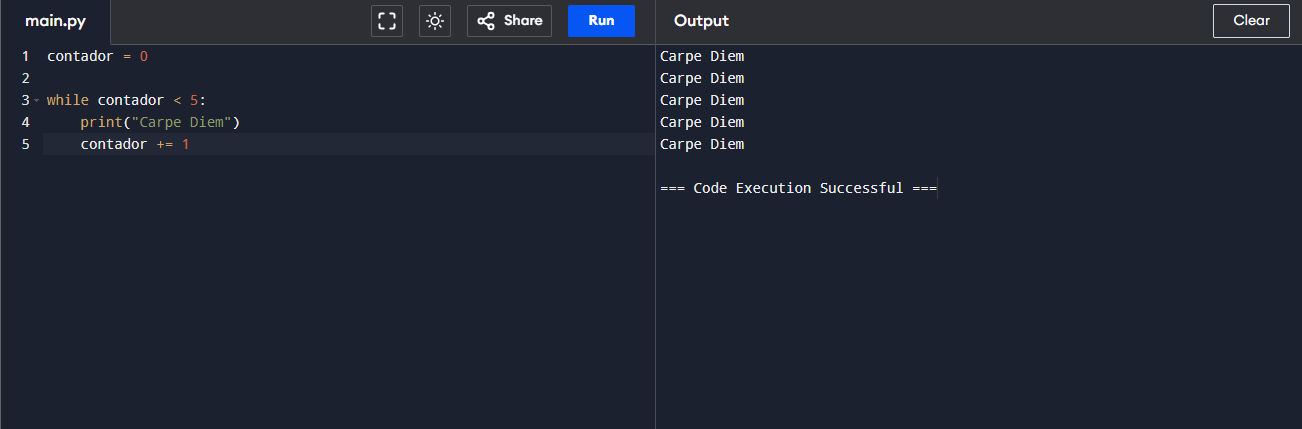 main.py
Share
Run
Output
Clear
1 contador = 0
2
3 while contador < 5:
4     print("Carpe Diem")
5     contador += 1
Carpe Diem
Carpe Diem
Carpe Diem
Carpe Diem
Carpe Diem
=== Code Execution Successful ===